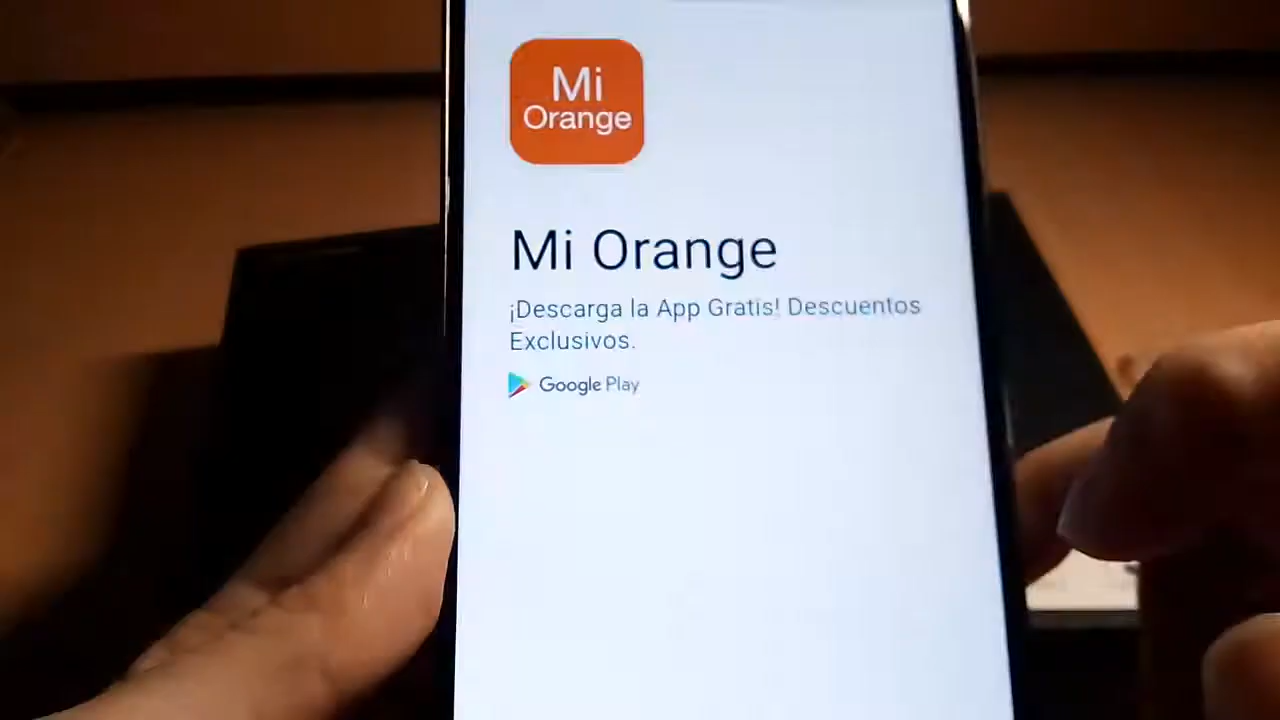 Mi
Orange
Mi Orange
¡Descarga la App Gratis! Descuentos
Exclusivos.
Google Play